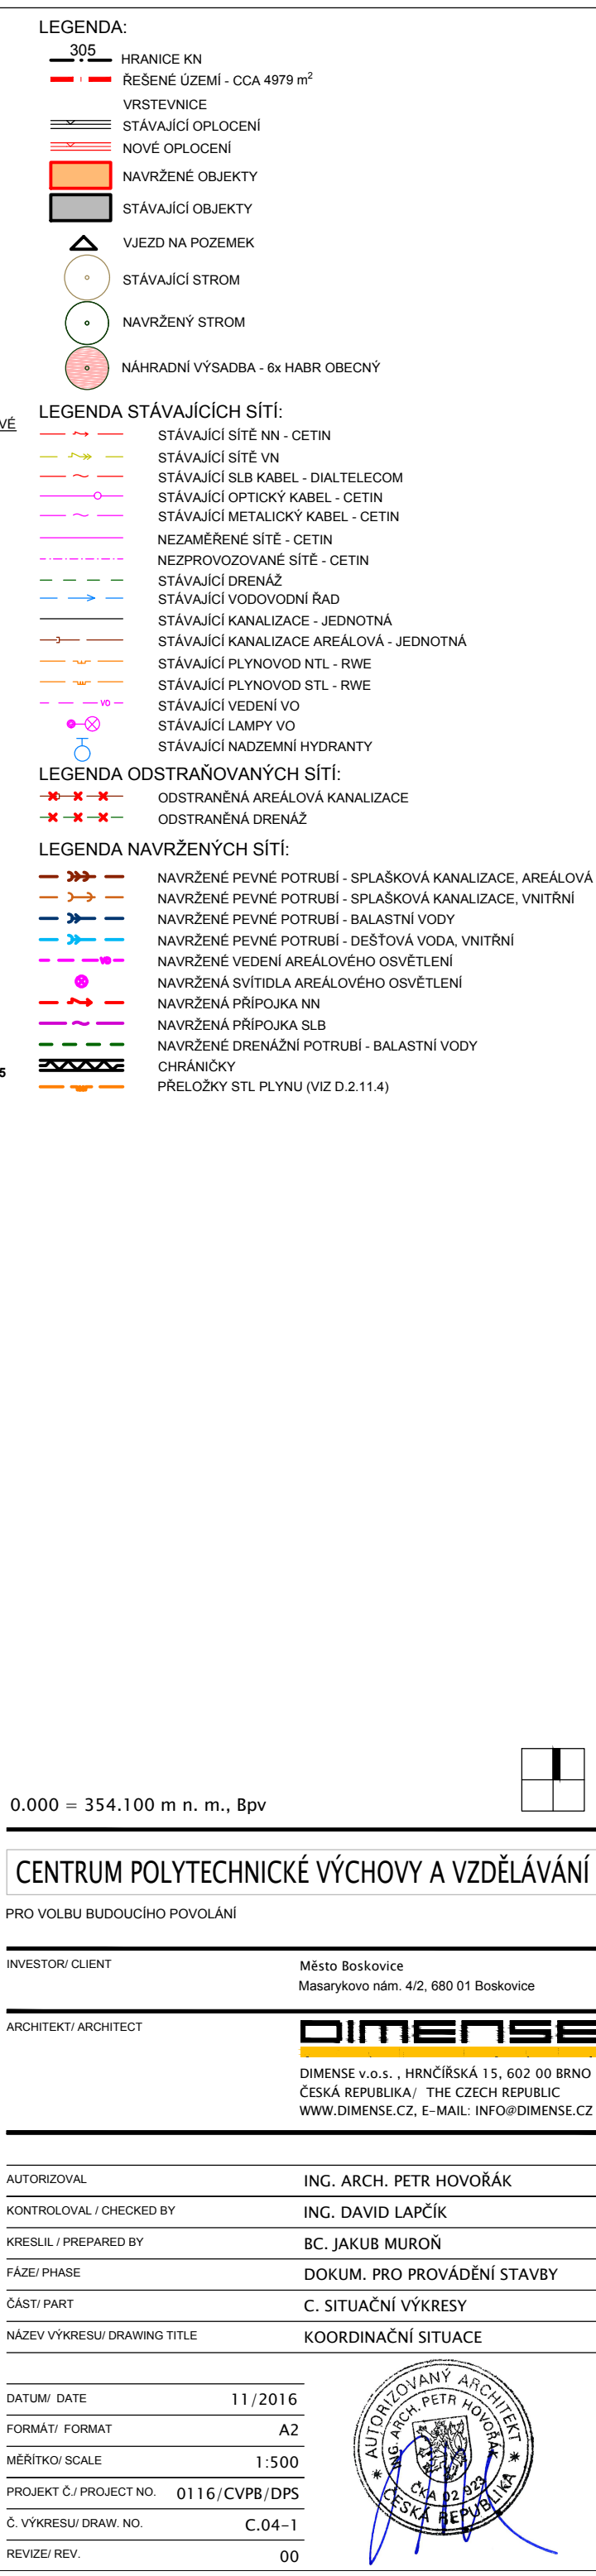 LEGENDA:
305
HRANICE KN
ŘEŠENÉ ÚZEMÍ - CCA 4979 m²
VRSTEVNICE
STÁVAJÍCÍ OPLOCENÍ
NOVÉ OPLOCENÍ
NAVRŽENÉ OBJEKTY
STÁVAJÍCÍ OBJEKTY
VJEZD NA POZEMEK
STÁVAJÍCÍ STROM
NAVRŽENÝ STROM
NÁHRADNÍ VÝSADBA - 6x HABR OBECNÝ
LEGENDA STÁVAJÍCÍCH SÍTÍ:
VÉ
STÁVAJÍCÍ SÍTĚ NN - CETIN
STÁVAJÍCÍ SÍTĚ VN
STÁVAJÍCÍ SLB KABEL - DIALTELECOM
STÁVAJÍCÍ OPTICKÝ KABEL - CETIN
STÁVAJÍCÍ METALICKÝ KABEL - CETIN
NEZAMĚŘENÉ SÍTĚ - CETIN
NEZPROVOZOVANÉ SÍTĚ - CETIN
STÁVAJÍCÍ DRENÁŽ
STÁVAJÍCÍ VODOVODNÍ ŘAD
STÁVAJÍCÍ KANALIZACE - JEDNOTNÁ
STÁVAJÍCÍ KANALIZACE AREÁLOVÁ - JEDNOTNÁ
STÁVAJÍCÍ PLYNOVOD NTL - RWE
STÁVAJÍCÍ PLYNOVOD STL - RWE
VO STÁVAJÍCÍ VEDENÍ VO
STÁVAJÍCÍ LAMPY VO
STÁVAJÍCÍ NADZEMNÍ HYDRANTY
LEGENDA ODSTRAŇOVANÝCH SÍTÍ:
ODSTRANĚNÁ AREÁLOVÁ KANALIZACE
ODSTRANĚNÁ DRENÁŽ
LEGENDA NAVRŽENÝCH SÍTÍ:
NAVRŽENÉ PEVNÉ POTRUBÍ - SPLAŠKOVÁ KANALIZACE, AREÁLOVÁ
NAVRŽENÉ PEVNÉ POTRUBÍ - SPLAŠKOVÁ KANALIZACE, VNITŘNÍ
NAVRŽENÉ PEVNÉ POTRUBÍ - BALASTNÍ VODY
NAVRŽENÉ PEVNÉ POTRUBÍ - DEŠŤOVÁ VODA, VNITŘNÍ
VO NAVRŽENÉ VEDENÍ AREÁLOVÉHO OSVĚTLENÍ
NAVRŽENÁ SVÍTIDLA AREÁLOVÉHO OSVĚTLENÍ
NAVRŽENÁ PŘÍPOJKA NN
NAVRŽENÁ PŘÍPOJKA SLB
NAVRŽENÉ DRENÁŽNÍ POTRUBÍ - BALASTNÍ VODY
CHRÁNIČKY
5
PŘELOŽKY STL PLYNU (VIZ D.2.11.4)
0.000 = 354.100 m n. m., Bpv
CENTRUM POLYTECHNICKÉ VÝCHOVY A VZDĚLÁVÁNÍ
PRO VOLBU BUDOUCÍHO POVOLÁNÍ
INVESTOR/ CLIENT Město Boskovice
Masarykovo nám. 4/2, 680 01 Boskovice
ARCHITEKT/ ARCHITECT DIMENSE
DIMENSE v.o.s. , HRNČÍŘSKÁ 15, 602 00 BRNO
ČESKÁ REPUBLIKA/ THE CZECH REPUBLIC
WWW.DIMENSE.CZ, E-MAIL: INFO@DIMENSE.CZ
AUTORIZOVAL ING. ARCH. PETR HOVOŘÁK
KONTROLOVAL / CHECKED BY ING. DAVID LAPČÍK
KRESLIL / PREPARED BY BC. JAKUB MUROŇ
FÁZE/ PHASE DOKUM. PRO PROVÁDĚNÍ STAVBY
ČÁST/ PART C. SITUAČNÍ VÝKRESY
NÁZEV VÝKRESU/ DRAWING TITLE KOORDINAČNÍ SITUACE
DATUM/ DATE 11/2016
FORMÁT/ FORMAT A2
MĚŘÍTKO/ SCALE 1:500
PROJEKT Č./ PROJECT NO. 0116/CVPB/DPS
Č. VÝKRESU/ DRAW. NO. C.04-1
REVIZE/ REV. 00
AUTORIZOVANÝ ARCHITEKT
ING. ARCH. PETR HOVOŘÁK
ČKA 02 923
ČESKÁ REPUBLIKA